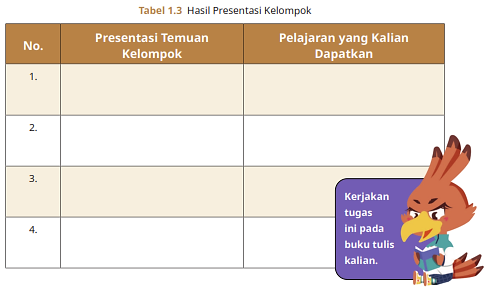 Tabel 1.3 Hasil Presentasi Kelompok
No.
Presentasi Temuan
Kelompok
Pelajaran yang Kalian
Dapatkan
1.
2.
3.
4.
Kerjakan
tugas
ini pada
buku tulis
kalian.